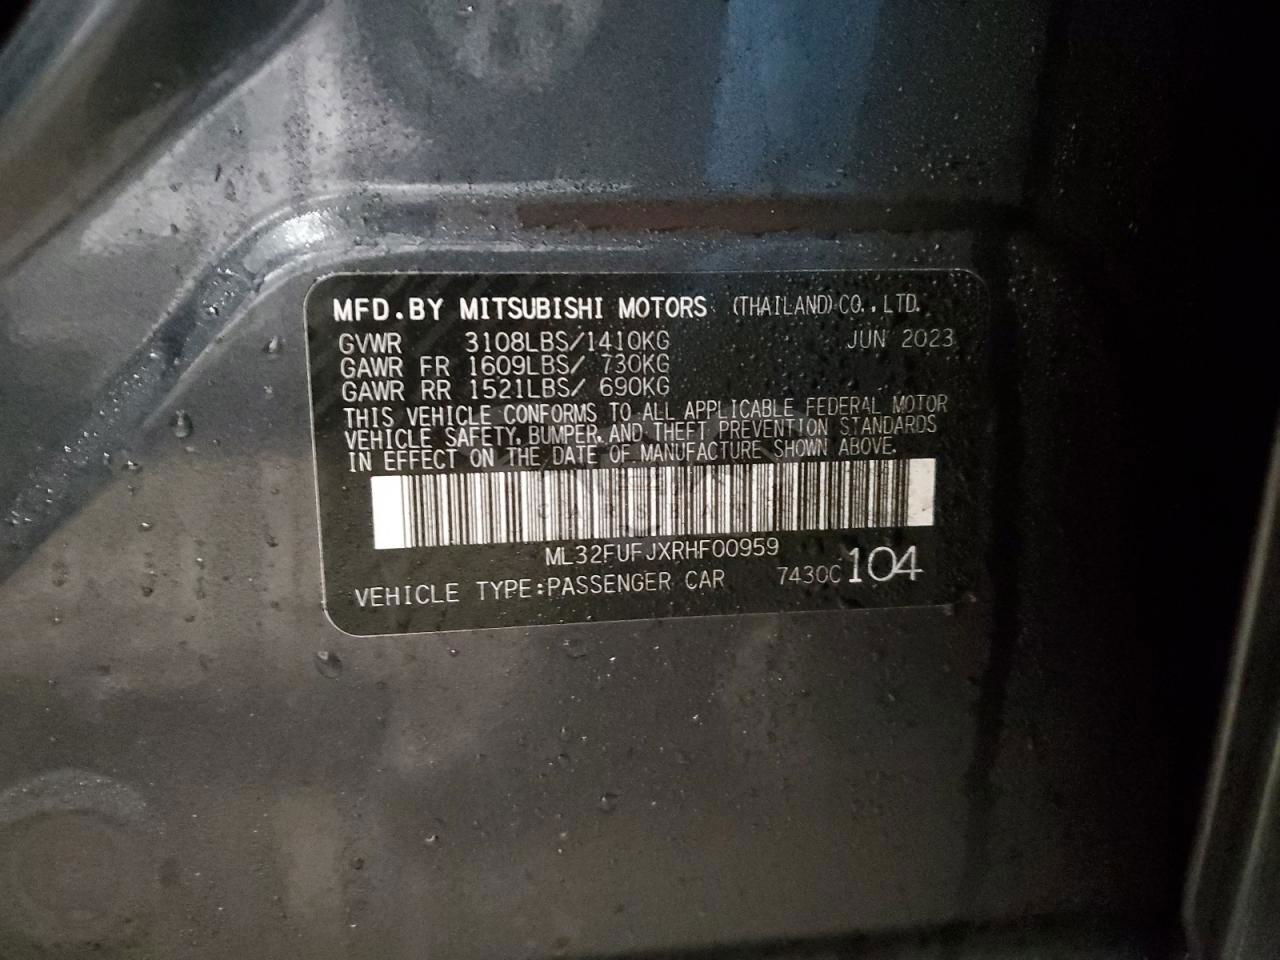 MFD. BY MITSUBISHI MOTORS (THAILAND) CO., LTD.
GVWR 3108LBS/1410KG JUN 2023
GAWR FR 1609LBS/ 730KG
GAWR RR 1521LBS/ 690KG
THIS VEHICLE CONFORMS TO ALL APPLICABLE FEDERAL MOTOR
VEHICLE SAFETY, BUMPER, AND THEFT PREVENTION STANDARDS
IN EFFECT ON THE DATE OF MANUFACTURE SHOWN ABOVE.
ML32FUFJXRHF00959
VEHICLE TYPE:PASSENGER CAR 7430C 104